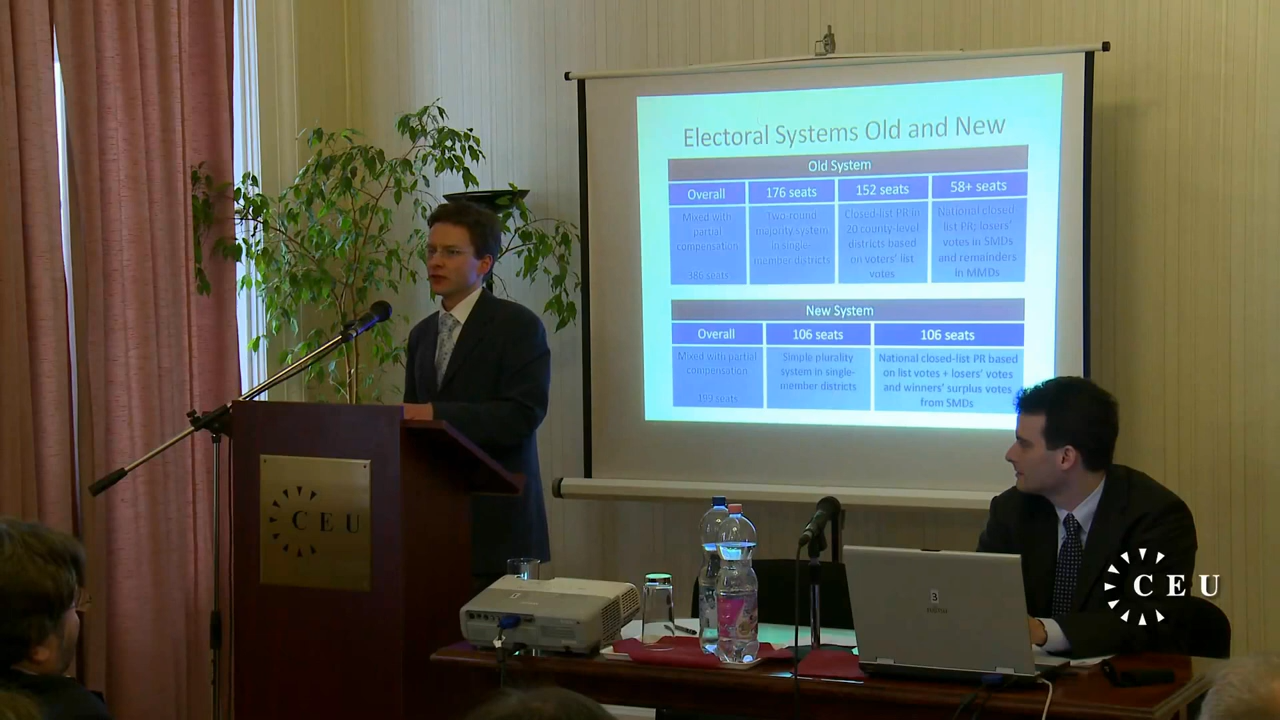 Electoral Systems Old and New
Old System
Overall
176 seats
152 seats
58+ seats
Mixed with
partial
compensation
386 seats
Two-round
majority system
in single-
member districts
Closed-list PR in
20 county-level
districts based
on voters' list
votes
National closed-
list PR; losers'
votes in SMDs
and remainders
in MMDs
New System
Overall
106 seats
106 seats
Mixed with partial
compensation
199 seats
Simple plurality
system in single-
member districts
National closed-list PR based
on list votes + losers' votes
and winners' surplus votes
from SMDs
CEU
3
CEU